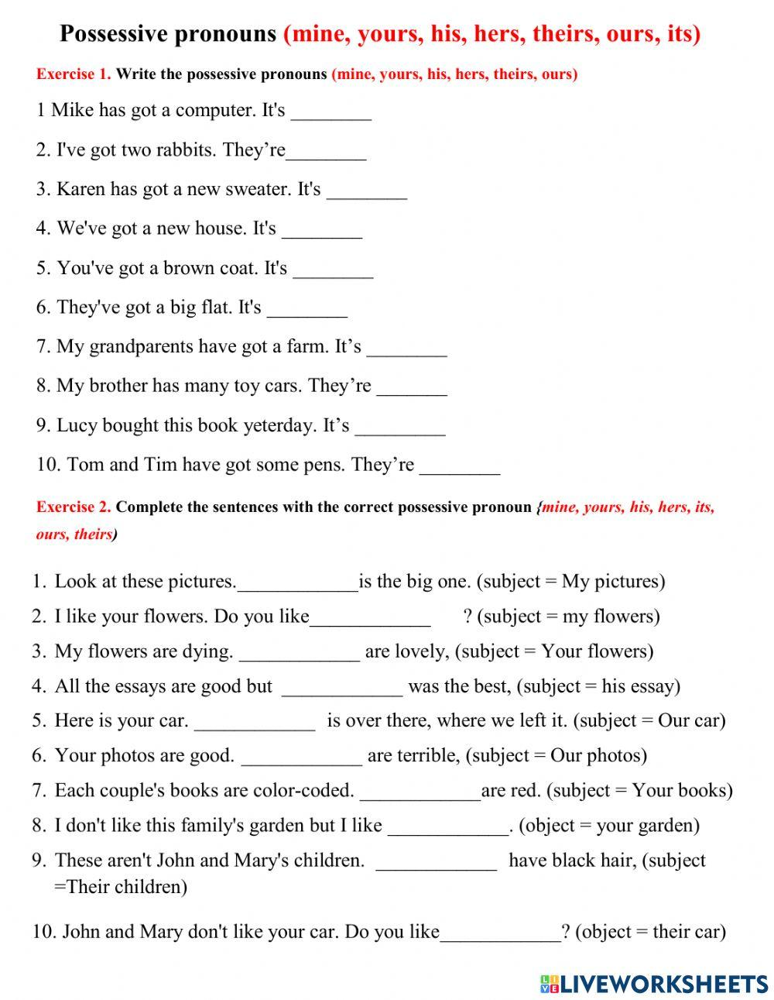 Possessive pronouns (mine, yours, his, hers, theirs, ours, its)
Exercise 1. Write the possessive pronouns (mine, yours, his, hers, theirs, ours)
1 Mike has got a computer. It's ________
2. I've got two rabbits. They’re________
3. Karen has got a new sweater. It's ________
4. We've got a new house. It's ________
5. You've got a brown coat. It's ________
6. They've got a big flat. It's ________
7. My grandparents have got a farm. It’s ________
8. My brother has many toy cars. They’re _______
9. Lucy bought this book yeterday. It’s _________
10. Tom and Tim have got some pens. They’re ________
Exercise 2. Complete the sentences with the correct possessive pronoun {mine, yours, his, hers, its,
ours, theirs)
1. Look at these pictures.____________is the big one. (subject = My pictures)
2. I like your flowers. Do you like____________ ? (subject = my flowers)
3. My flowers are dying. ____________ are lovely, (subject = Your flowers)
4. All the essays are good but ____________ was the best, (subject = his essay)
5. Here is your car. ____________ is over there, where we left it. (subject = Our car)
6. Your photos are good. ____________ are terrible, (subject = Our photos)
7. Each couple's books are color-coded. ____________are red. (subject = Your books)
8. I don't like this family's garden but I like ____________. (object = your garden)
9. These aren't John and Mary's children. ____________ have black hair, (subject
=Their children)
10. John and Mary don't like your car. Do you like____________? (object = their car)
LIVE LIVEWORKSHEETS